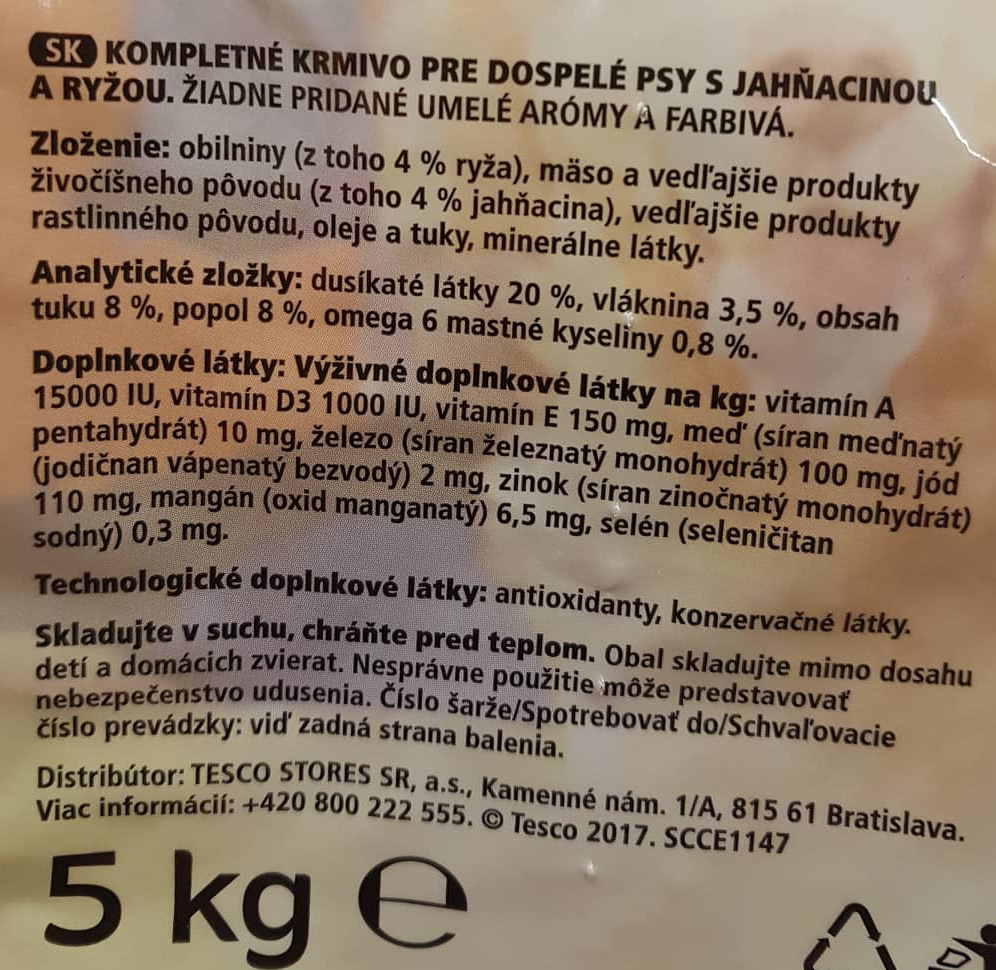 SK KOMPLETNÉ KRMIVO PRE DOSPELÉ PSY S JAHŇACINOU
A RYŽOU. ŽIADNE PRIDANÉ UMELÉ ARÓMY A FARBIVÁ.
Zloženie: obilniny (z toho 4 % ryža), mäso a vedľajšie produkty
živočíšneho pôvodu (z toho 4 % jahňacina), vedľajšie produkty
rastlinného pôvodu, oleje a tuky, minerálne látky.
Analytické zložky: dusíkaté látky 20 %, vláknina 3,5 %, obsah
tuku 8 %, popol 8 %, omega 6 mastné kyseliny 0,8 %.
Doplnkové látky: Výživné doplnkové látky na kg: vitamín A
15000 IU, vitamín D3 1000 IU, vitamín E 150 mg, meď (síran meďnatý
pentahydrát) 10 mg, železo (síran železnatý monohydrát) 100 mg, jód
(jodičnan vápenatý bezvodý) 2 mg, zinok (síran zinočnatý monohydrát)
110 mg, mangán (oxid manganatý) 6,5 mg, selén (seleničitan
sodný) 0,3 mg.
Technologické doplnkové látky: antioxidanty, konzervačné látky.
Skladujte v suchu, chráňte pred teplom. Obal skladujte mimo dosahu
detí a domácich zvierat. Nesprávne použitie môže predstavovať
nebezpečenstvo udusenia. Číslo šarže/Spotrebovať do/Schvaľovacie
číslo prevádzky: viď zadná strana balenia.
Distribútor: TESCO STORES SR, a.s., Kamenné nám. 1/A, 815 61 Bratislava.
Viac informácií: +420 800 222 555. © Tesco 2017. SCCE1147
5 kg e